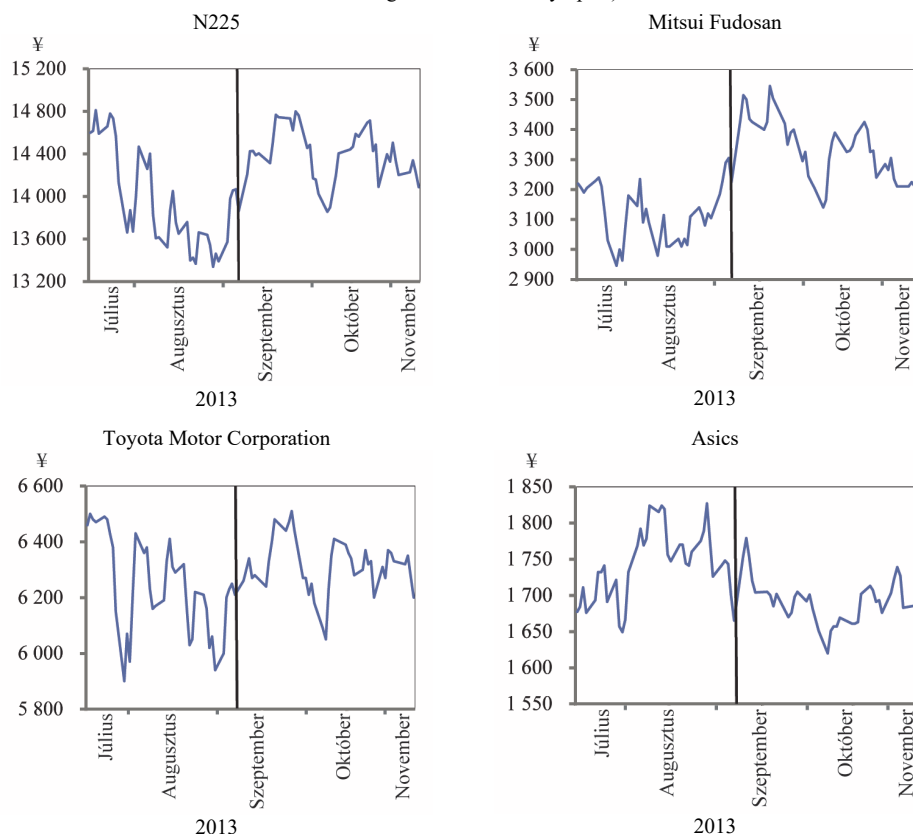 N225
¥
15 200
14 800
14 400
14 000
13 600
13 200
Július
Augusztus
Szeptember
Október
November
2013
Mitsui Fudosan
¥
3 600
3 500
3 400
3 300
3 200
3 100
3 000
2 900
Július
Augusztus
Szeptember
Október
November
2013
Toyota Motor Corporation
¥
6 600
6 400
6 200
6 000
5 800
Július
Augusztus
Szeptember
Október
November
2013
Asics
¥
1 850
1 800
1 750
1 700
1 650
1 600
1 550
Július
Augusztus
Szeptember
Október
November
2013